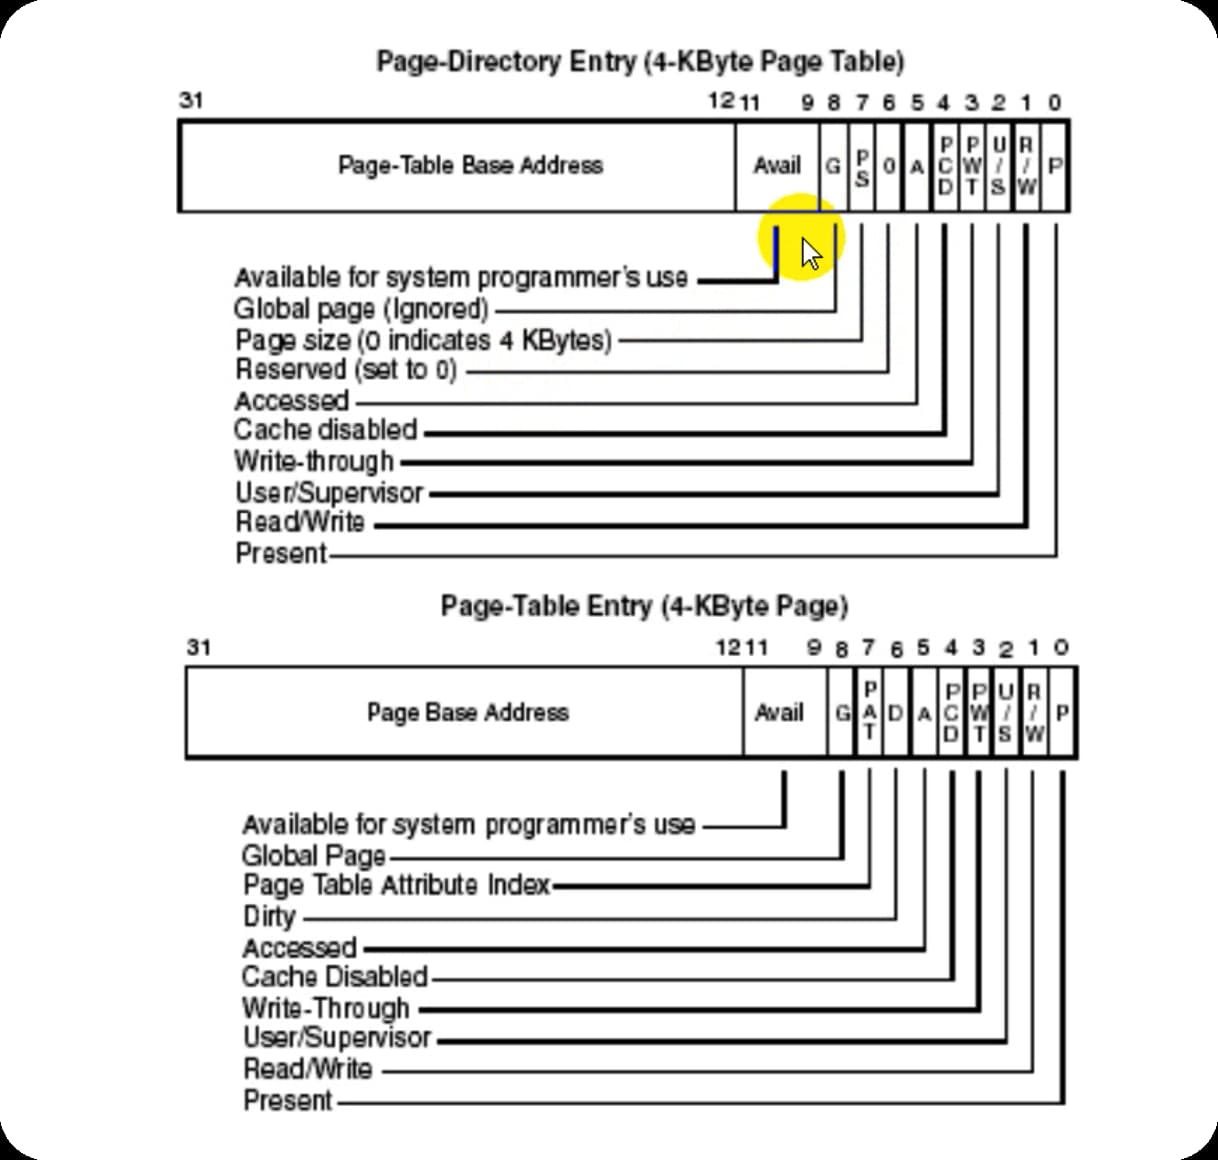 Page-Directory Entry (4-KByte Page Table)
31 12 11 9 8 7 6 5 4 3 2 1 0
Page-Table Base Address Avail G PS 0 A PCD PWT U/S R/W P
Available for system programmer's use
Global page (Ignored)
Page size (0 indicates 4 KBytes)
Reserved (set to 0)
Accessed
Cache disabled
Write-through
User/Supervisor
Read/Write
Present
Page-Table Entry (4-KByte Page)
31 12 11 9 8 7 6 5 4 3 2 1 0
Page Base Address Avail G PAT D A PCD PWT U/S R/W P
Available for system programmer's use
Global Page
Page Table Attribute Index
Dirty
Accessed
Cache Disabled
Write-Through
User/Supervisor
Read/Write
Present